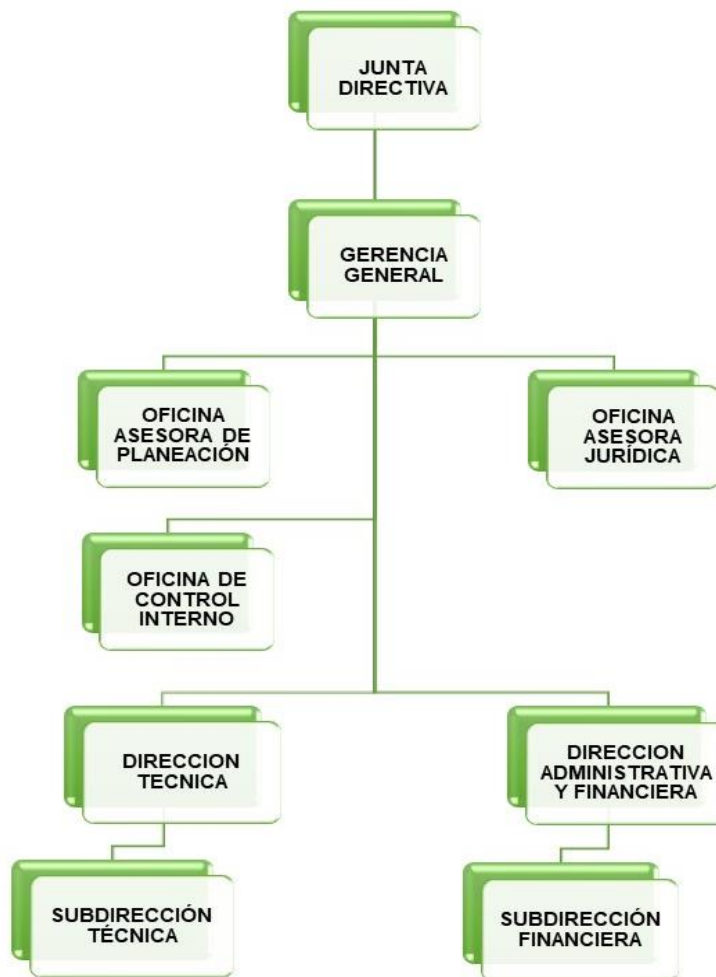 JUNTA
DIRECTIVA
GERENCIA
GENERAL
OFICINA
ASESORA DE
PLANEACIÓN
OFICINA
ASESORA
JURÍDICA
OFICINA DE
CONTROL
INTERNO
DIRECCION
TECNICA
DIRECCION
ADMINISTRATIVA
Y FINANCIERA
SUBDIRECCIÓN
TÉCNICA
SUBDIRECCIÓN
FINANCIERA